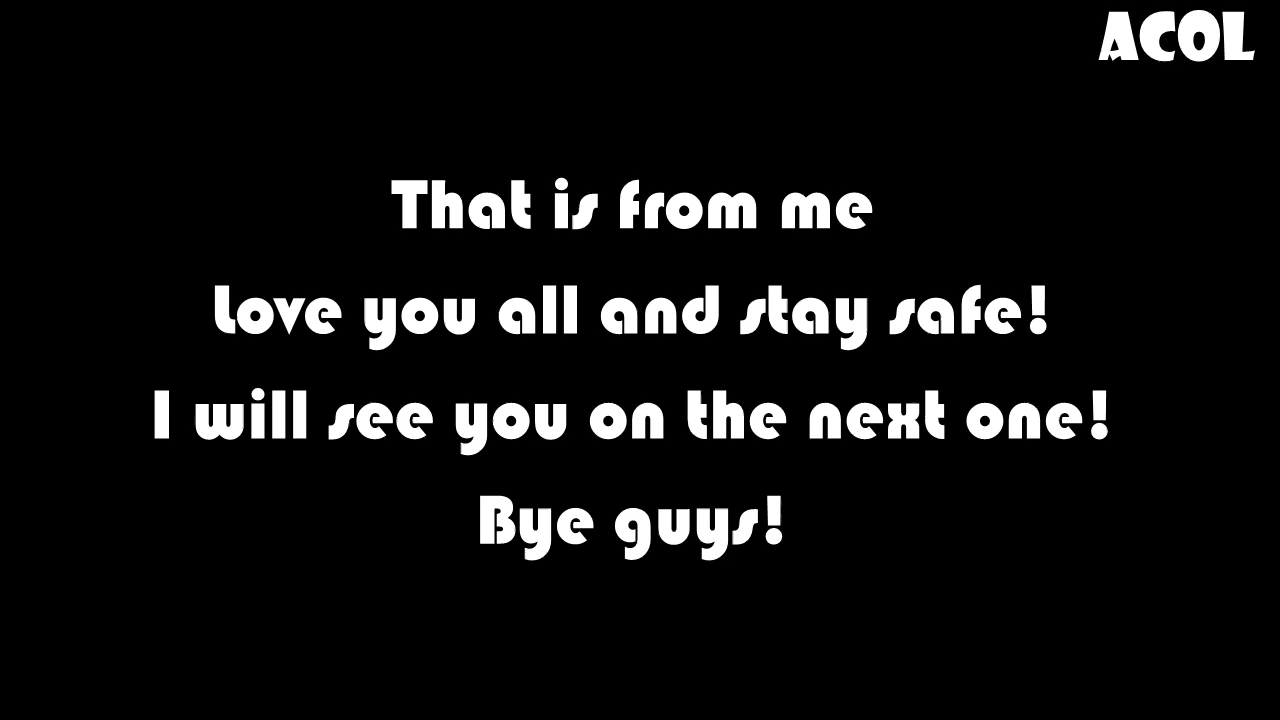 ACOL
That is from me
Love you all and stay safe!
I will see you on the next one!
Bye guys!